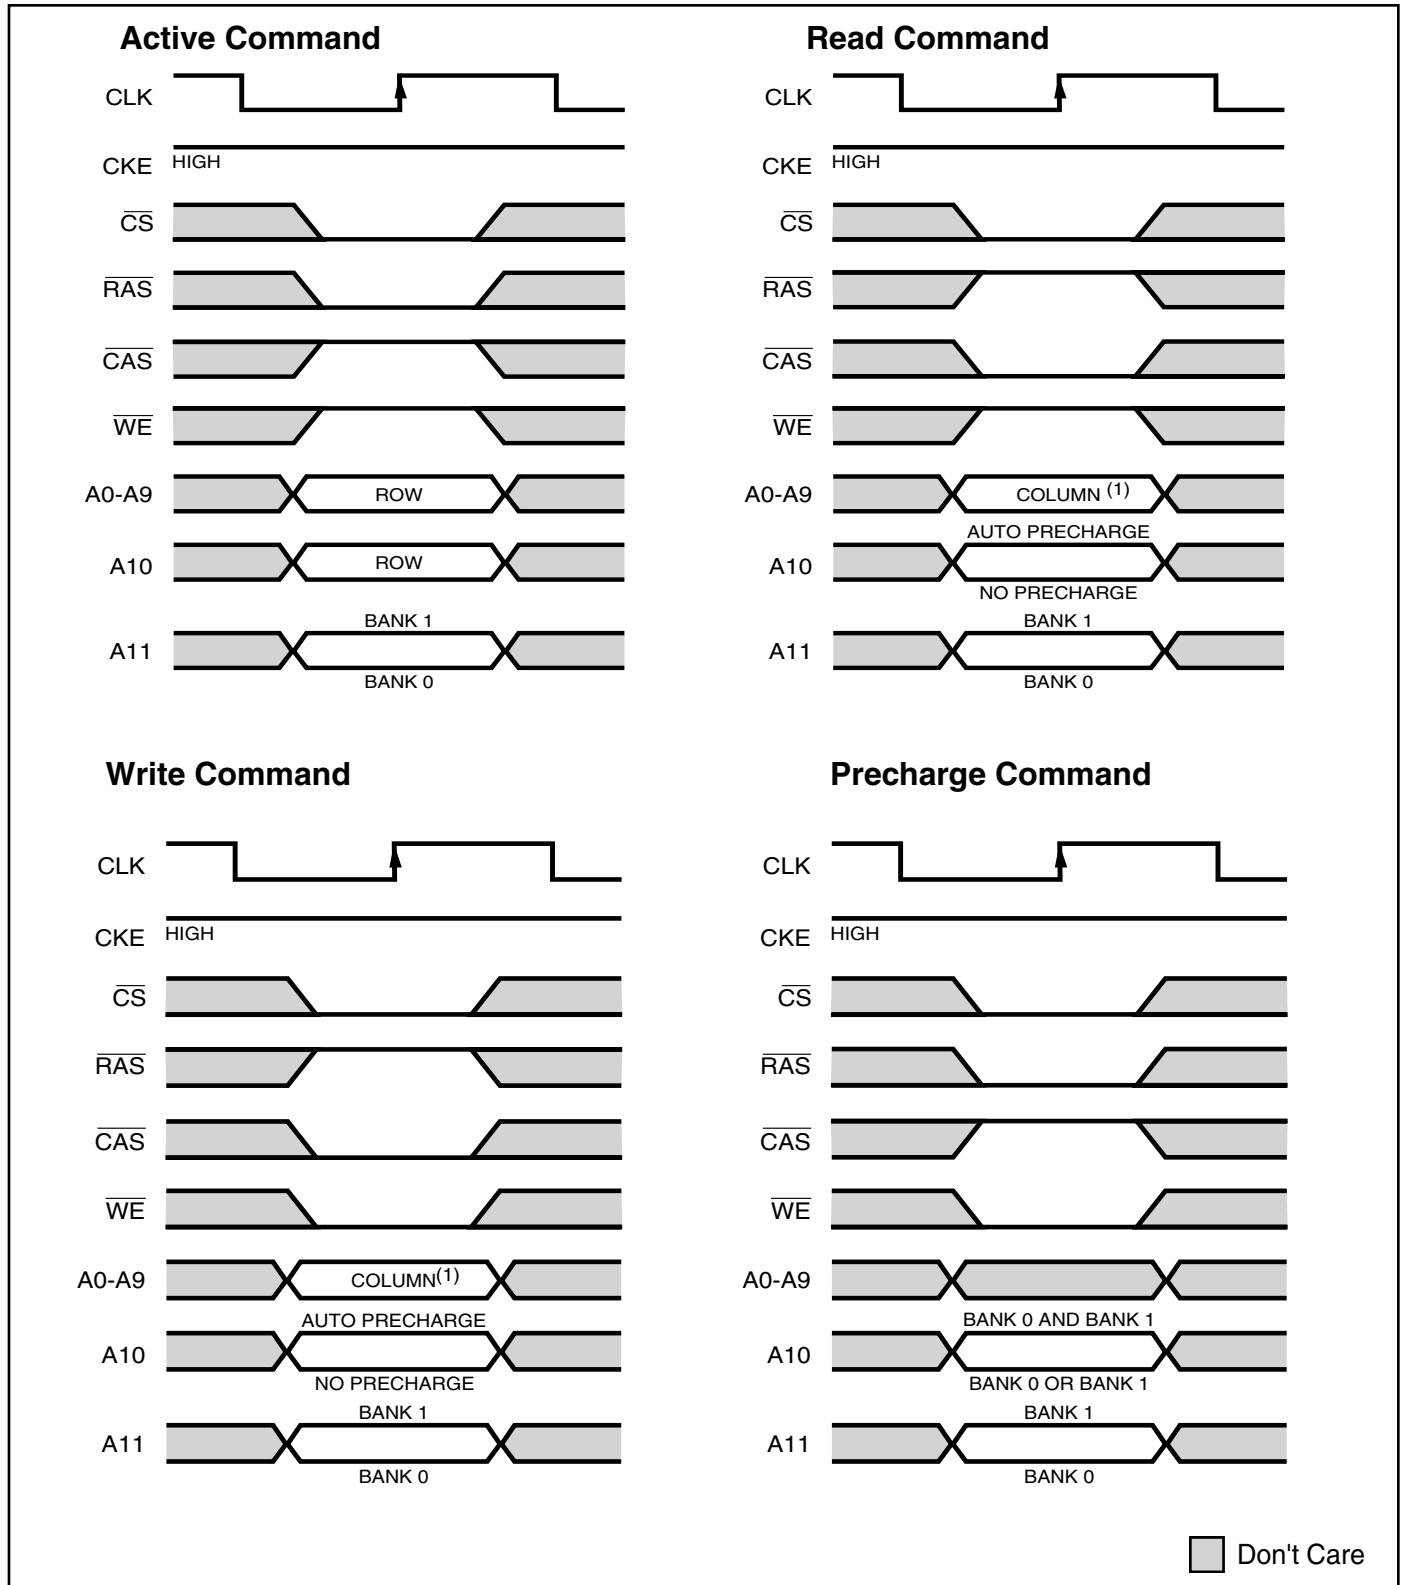 Active Command
CLK
CKE HIGH
CS
RAS
CAS
WE
A0-A9 ROW
A10 ROW
BANK 1
A11
BANK 0
Read Command
CLK
CKE HIGH
CS
RAS
CAS
WE
A0-A9 COLUMN (1)
AUTO PRECHARGE
A10
NO PRECHARGE
BANK 1
A11
BANK 0
Write Command
CLK
CKE HIGH
CS
RAS
CAS
WE
A0-A9 COLUMN(1)
AUTO PRECHARGE
A10
NO PRECHARGE
BANK 1
A11
BANK 0
Precharge Command
CLK
CKE HIGH
CS
RAS
CAS
WE
A0-A9
BANK 0 AND BANK 1
A10
BANK 0 OR BANK 1
BANK 1
A11
BANK 0
Don't Care